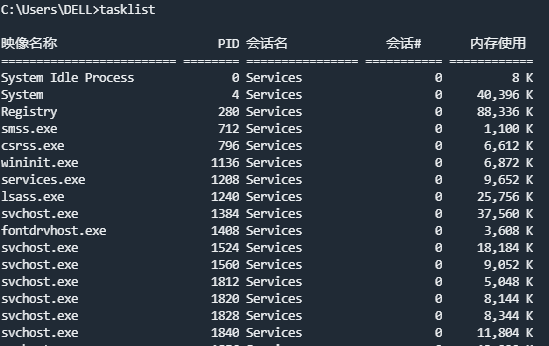 C:\Users\DELL>tasklist
映像名称                       PID 会话名              会话#       内存使用
========================= ======== ================ =========== ============
System Idle Process              0 Services                   0          8 K
System                           4 Services                   0     40,396 K
Registry                       280 Services                   0     88,336 K
smss.exe                       712 Services                   0      1,100 K
csrss.exe                      796 Services                   0      6,612 K
wininit.exe                   1136 Services                   0      6,872 K
services.exe                  1208 Services                   0      9,652 K
lsass.exe                     1240 Services                   0     25,756 K
svchost.exe                   1384 Services                   0     37,560 K
fontdrvhost.exe               1408 Services                   0      3,608 K
svchost.exe                   1524 Services                   0     18,184 K
svchost.exe                   1560 Services                   0      9,052 K
svchost.exe                   1812 Services                   0      5,048 K
svchost.exe                   1820 Services                   0      8,144 K
svchost.exe                   1828 Services                   0      8,344 K
svchost.exe                   1840 Services                   0     11,804 K